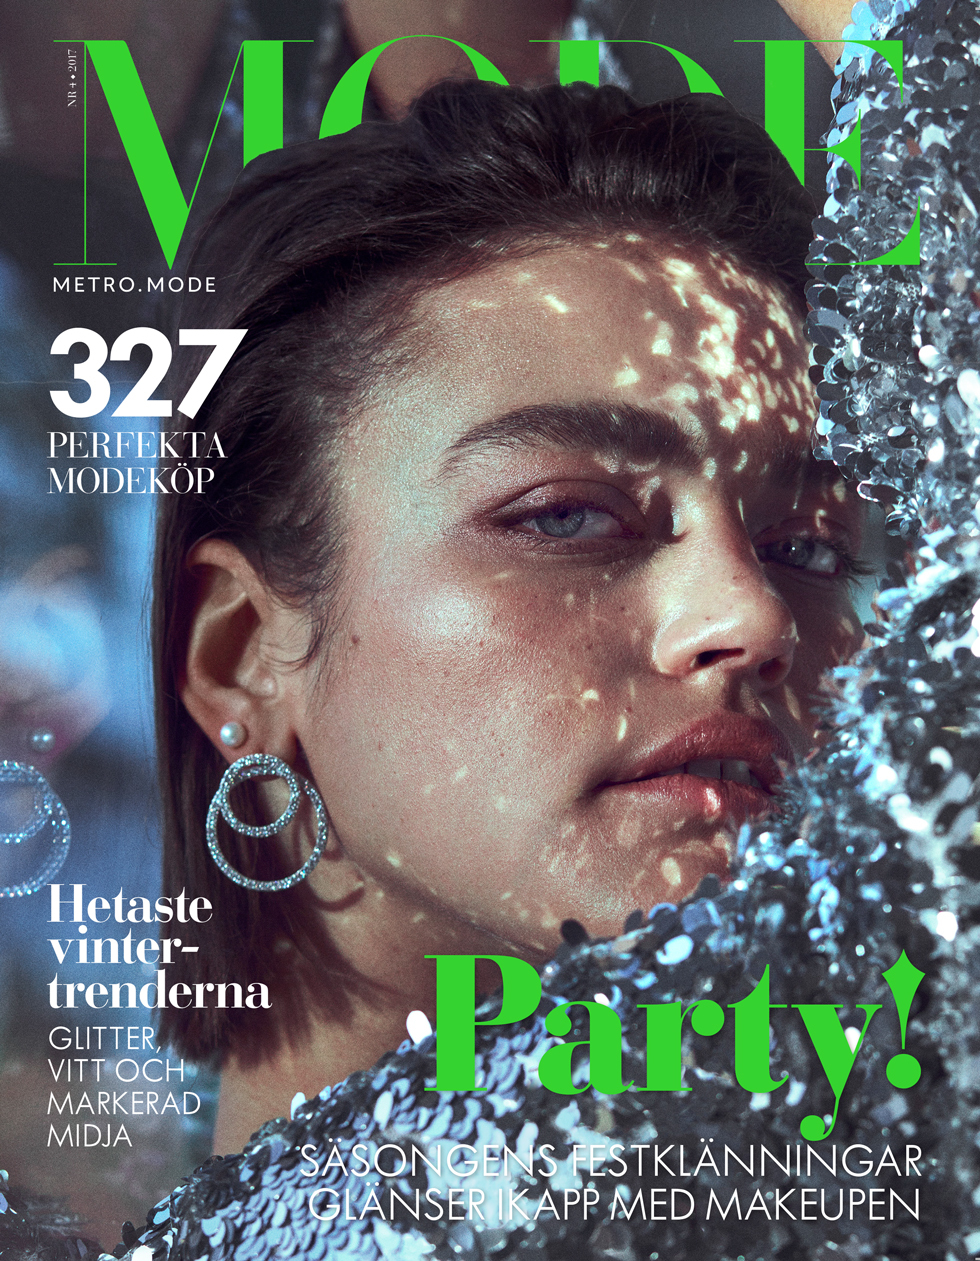 NR 4 ◆ 2017
MODE
METRO.MODE
327
PERFEKTA
MODEKÖP
Hetaste
vinter-
trenderna
GLITTER,
VITT OCH
MARKERAD
MIDJA
Party!
SÄSONGENS FESTKLÄNNINGAR
GLÄNSER IKAPP MED MAKEUPEN